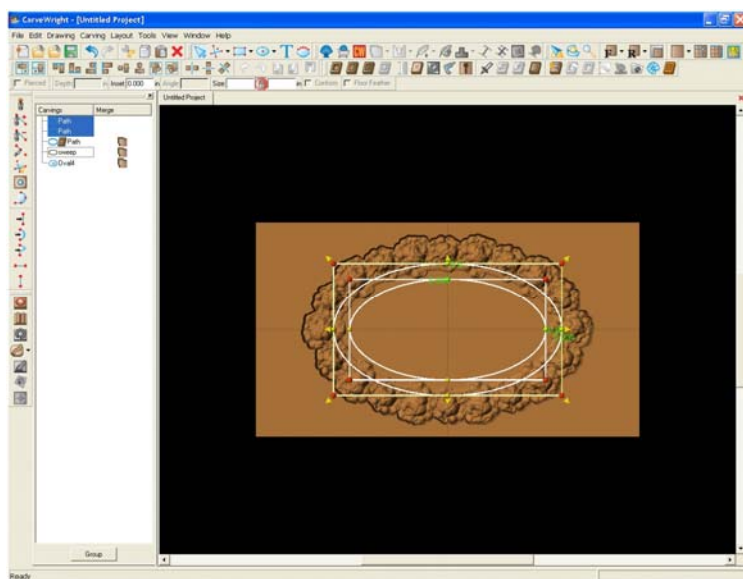 CarveWright - [Untitled Project]
File Edit Drawing Carving Layout Tools View Window Help
Pierced Depth in Inset 0.000 in Angle Size in Contours Floor Feather
Untitled Project
Carvings Merge
Path
Path
Path
sweep
Oval4
Group
Ready